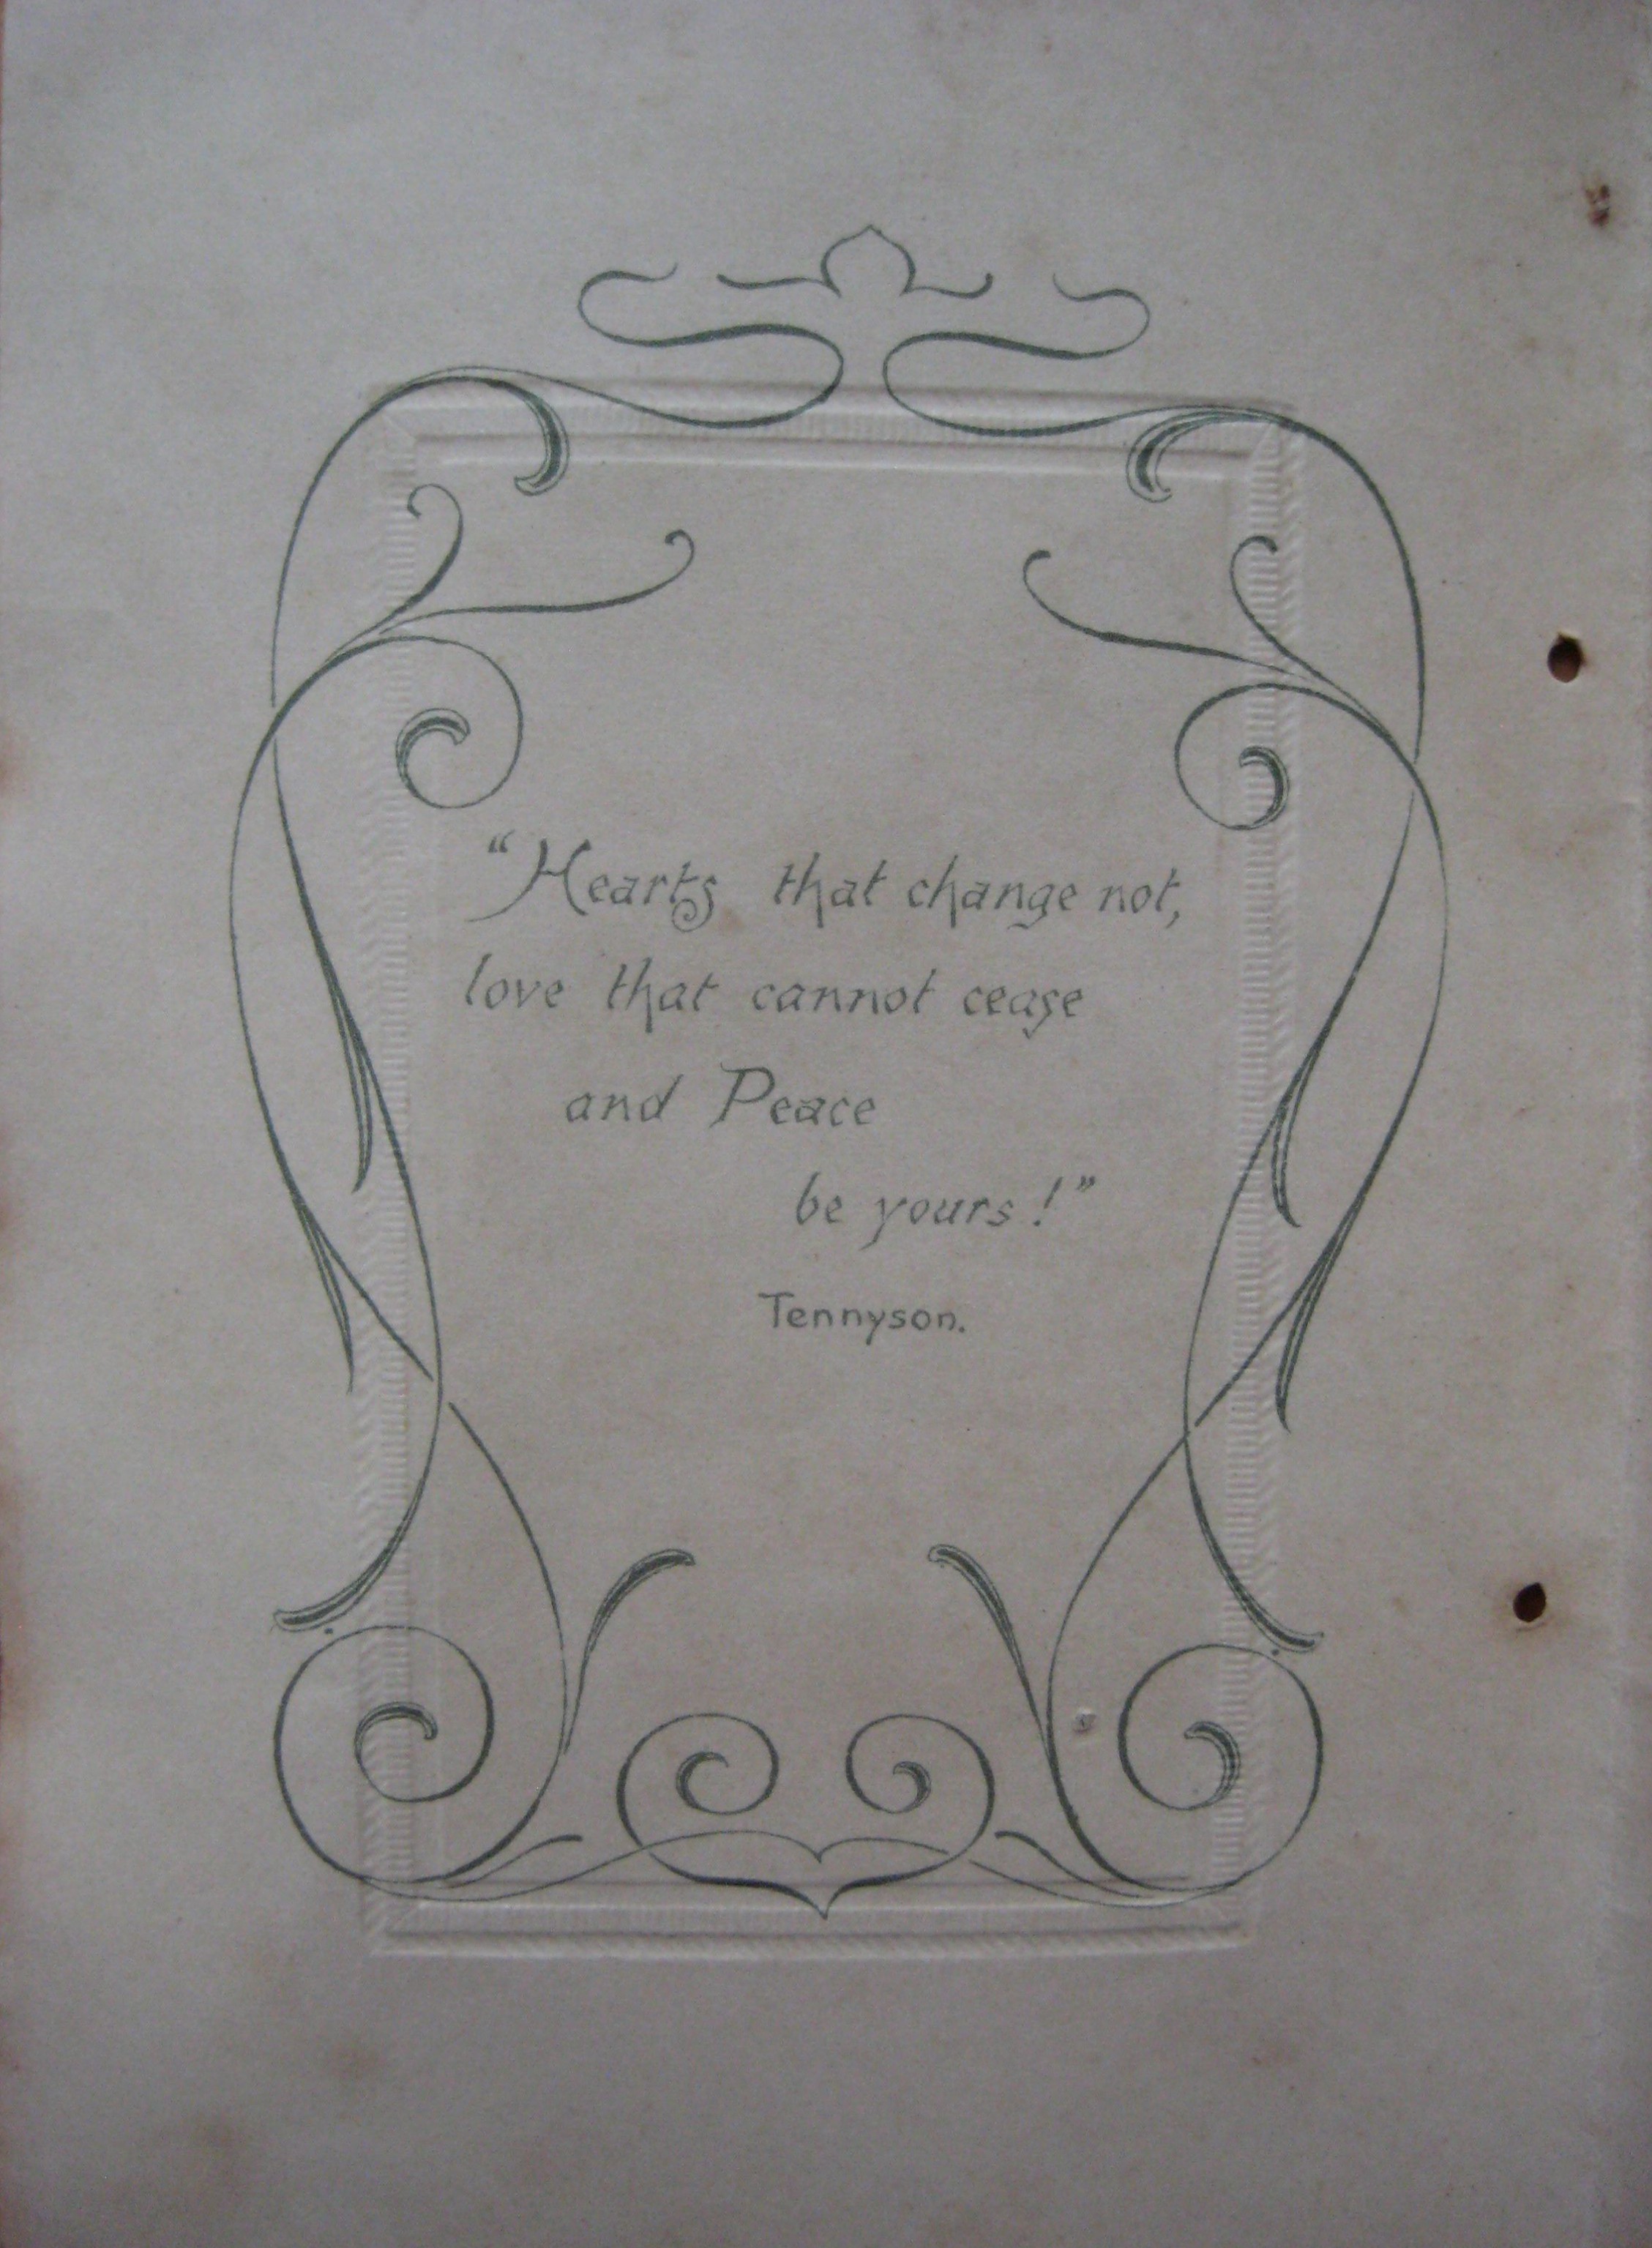 “Hearts that change not,
love that cannot cease
and Peace
be yours!”
Tennyson.